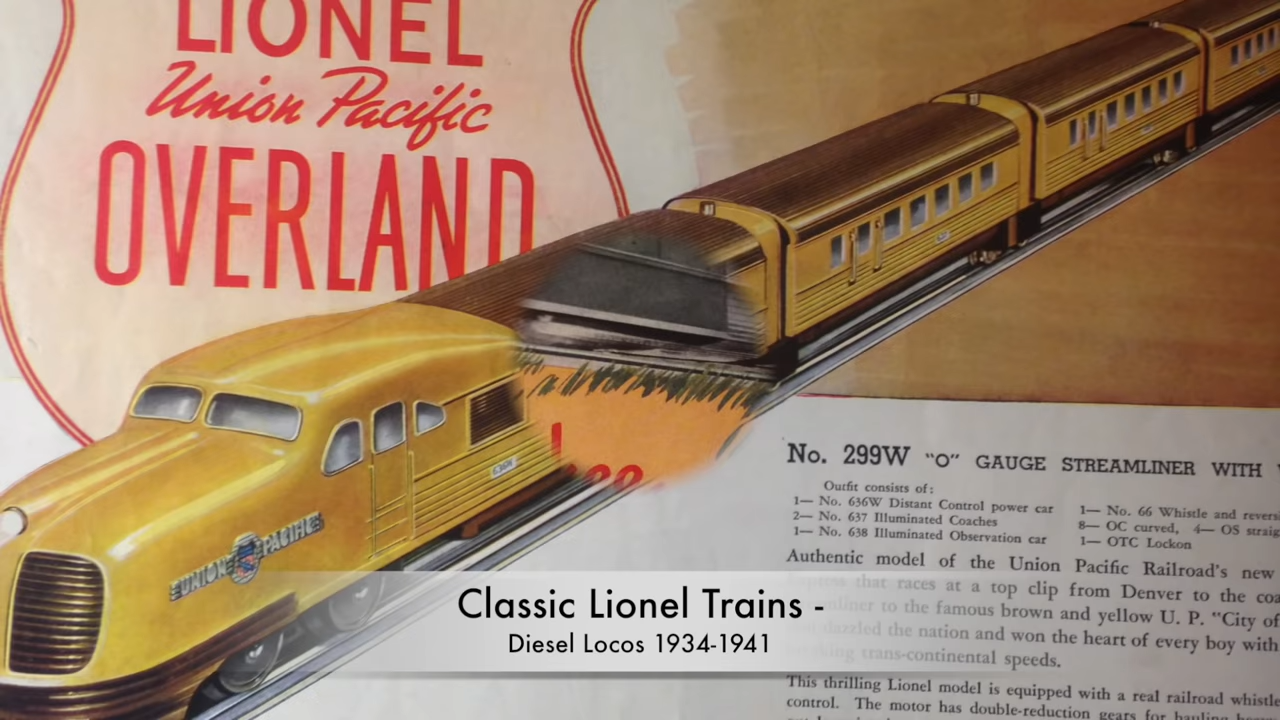 LIONEL
Union Pacific
OVERLAND
636W
UNION PACIFIC
No. 299W "O" GAUGE STREAMLINER WITH
Outfit consists of:
1— No. 636W Distant Control power car
2— No. 637 Illuminated Coaches
1— No. 638 Illuminated Observation car
1— No. 66 Whistle and revers
8— OC curved, 4— OS straig
1— OTC Lockon
Authentic model of the Union Pacific Railroad's new
that races at a top clip from Denver to the coa
to the famous brown and yellow U. P. "City of
dazzled the nation and won the heart of every boy with
trans-continental speeds.
This thrilling Lionel model is equipped with a real railroad whistle
control. The motor has double-reduction gears for hauling
Classic Lionel Trains -
Diesel Locos 1934-1941